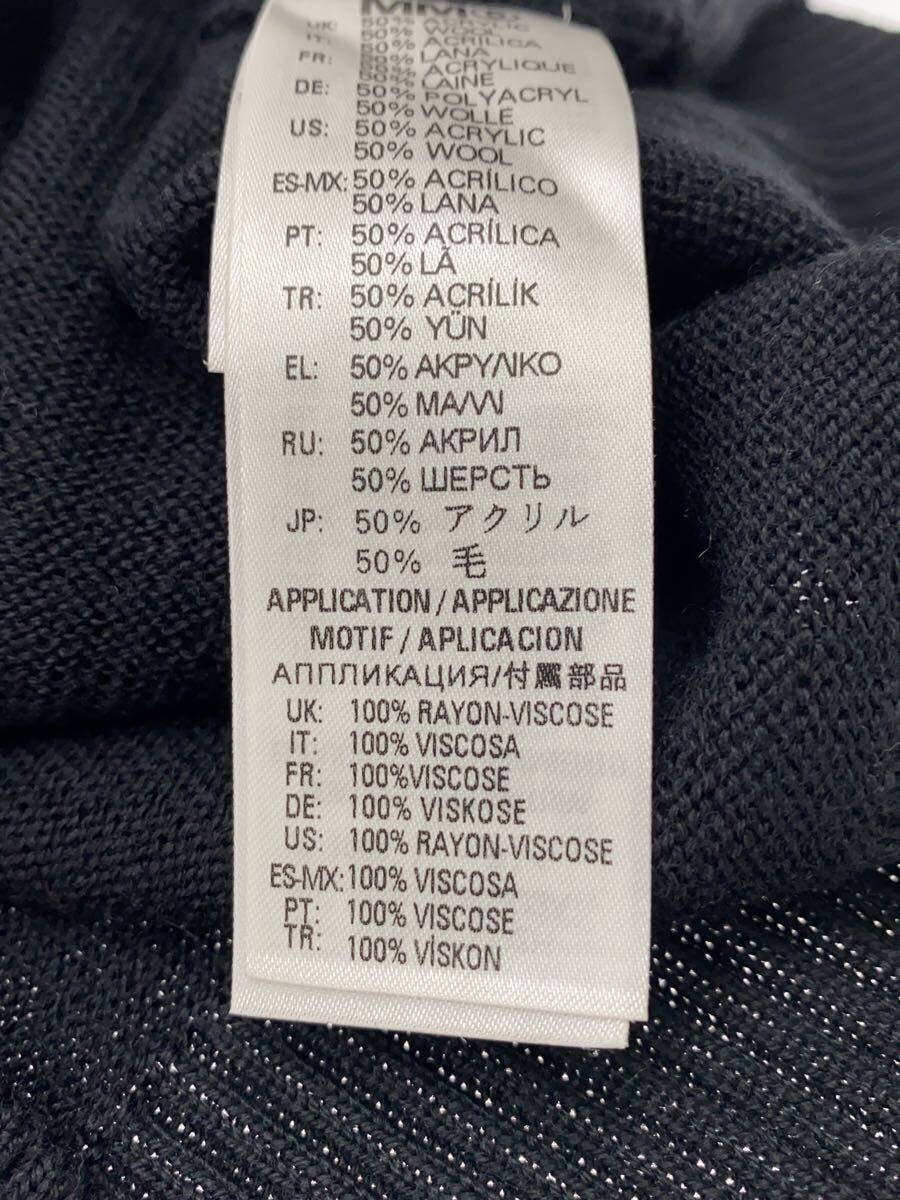 MM6
UK: 50% ACRYLIC
50% WOOL
IT: 50% ACRILICA
50% LANA
FR: 50% ACRYLIQUE
50% LAINE
DE: 50% POLYACRYL
50% WOLLE
US: 50% ACRYLIC
50% WOOL
ES-MX: 50% ACRÍLICO
50% LANA
PT: 50% ACRÍLICA
50% LÃ
TR: 50% ACRİLİK
50% YÜN
EL: 50% ΑΚΡΥΛΙΚΟ
50% ΜΑΛΛΙ
RU: 50% АКРИЛ
50% ШЕРСТЬ
JP: 50% アクリル
50% 毛
APPLICATION / APPLICAZIONE
MOTIF / APLICACION
АППЛИКАЦИЯ/付属部品
UK: 100% RAYON-VISCOSE
IT: 100% VISCOSA
FR: 100%VISCOSE
DE: 100% VISKOSE
US: 100% RAYON-VISCOSE
ES-MX: 100% VISCOSA
PT: 100% VISCOSE
TR: 100% VİSKON